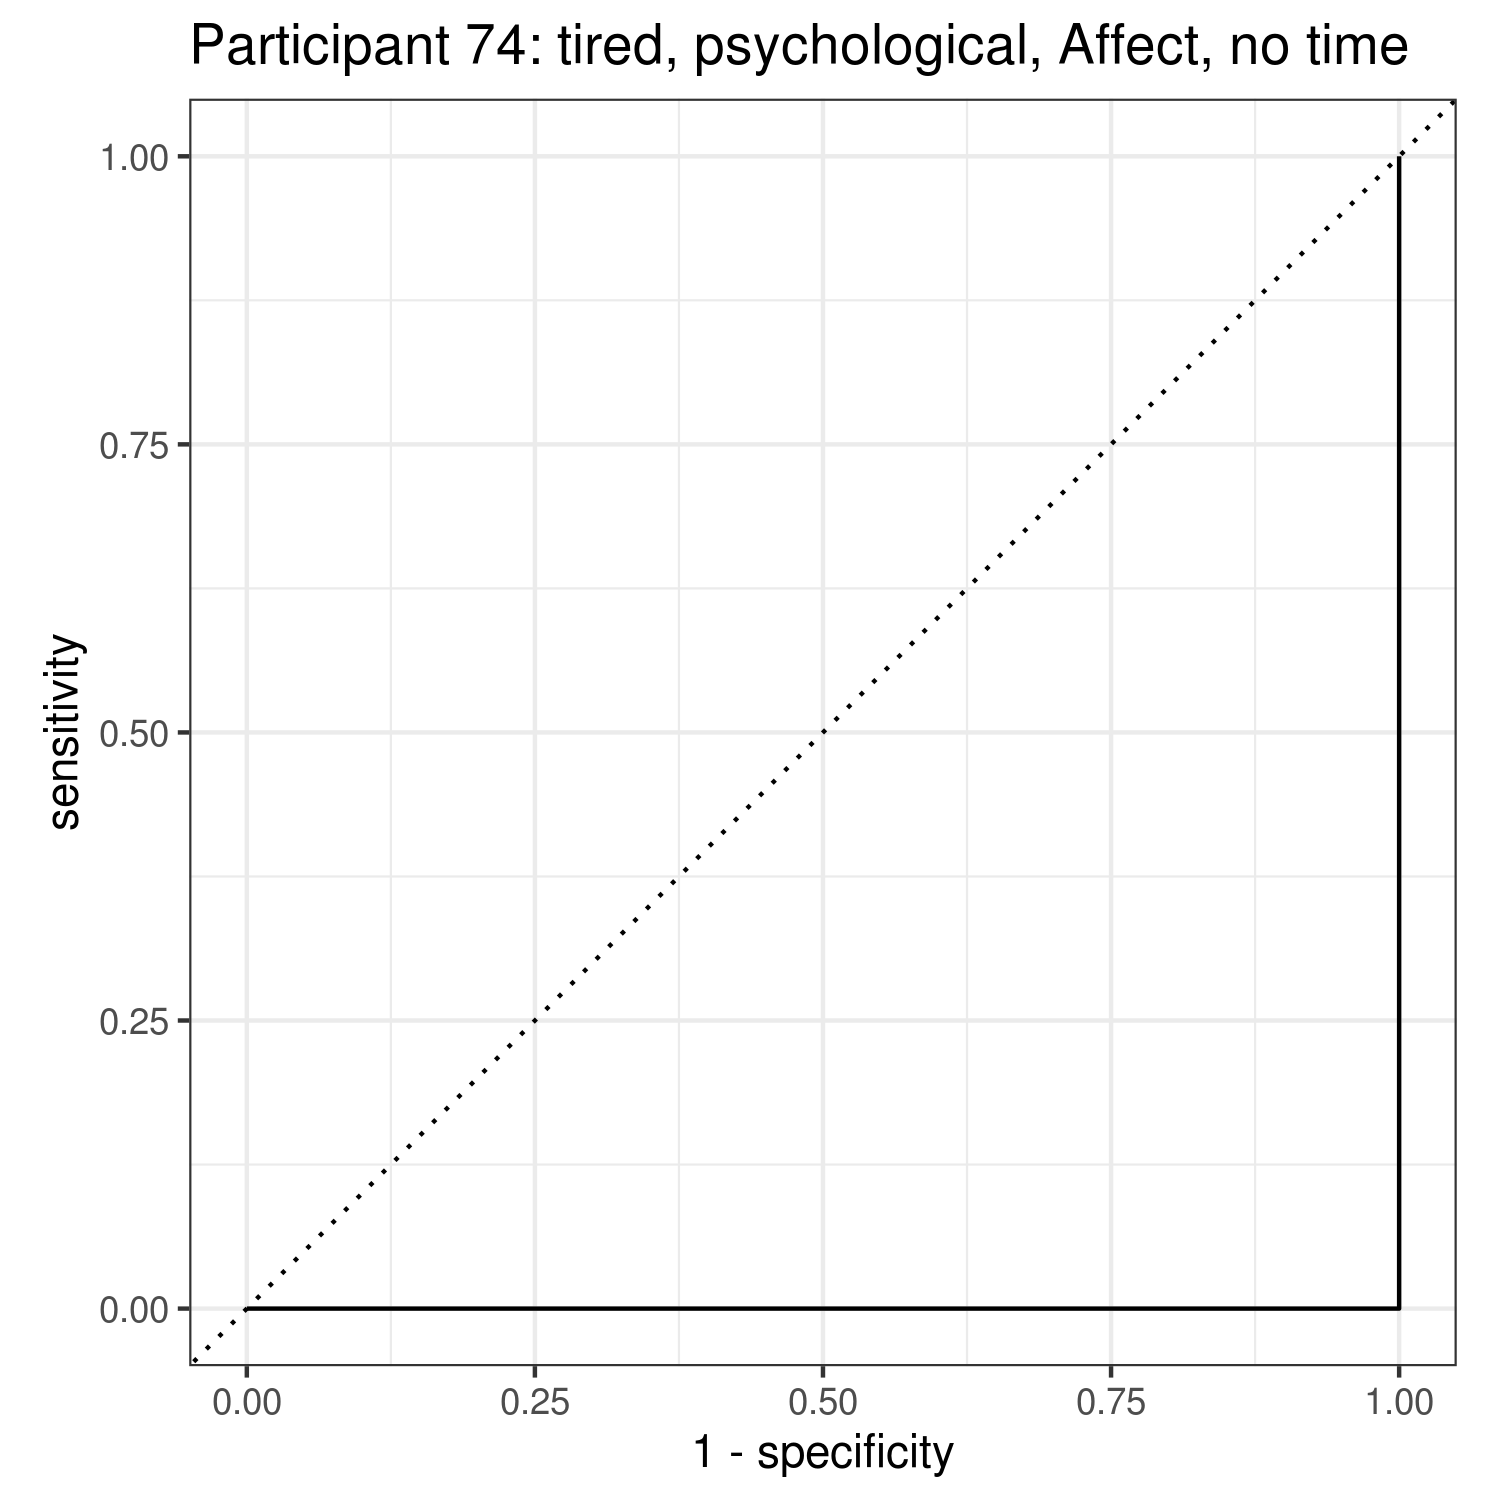 Participant 74: tired, psychological, Affect, no time
1.00
0.75
0.50
0.25
0.00
sensitivity
0.00 0.25 0.50 0.75 1.00
1 - specificity